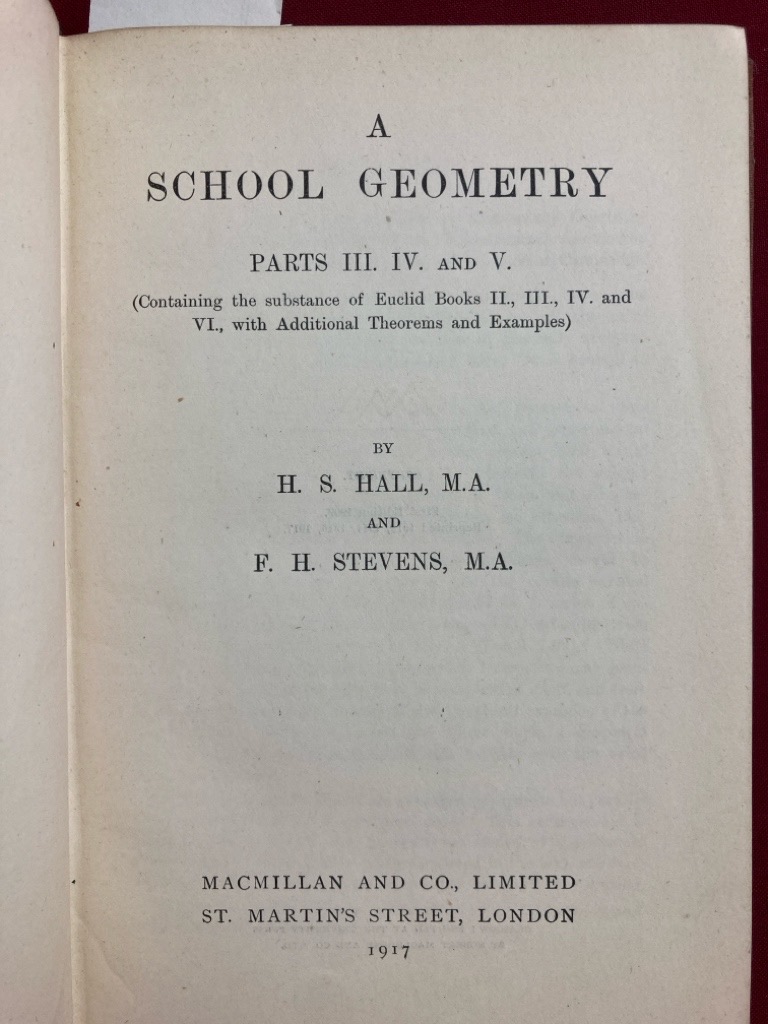 A
SCHOOL GEOMETRY
PARTS III. IV. AND V.
(Containing the substance of Euclid Books II., III., IV. and
VI., with Additional Theorems and Examples)
BY
H. S. HALL, M.A.
AND
F. H. STEVENS, M.A.
MACMILLAN AND CO., LIMITED
ST. MARTIN'S STREET, LONDON
1917